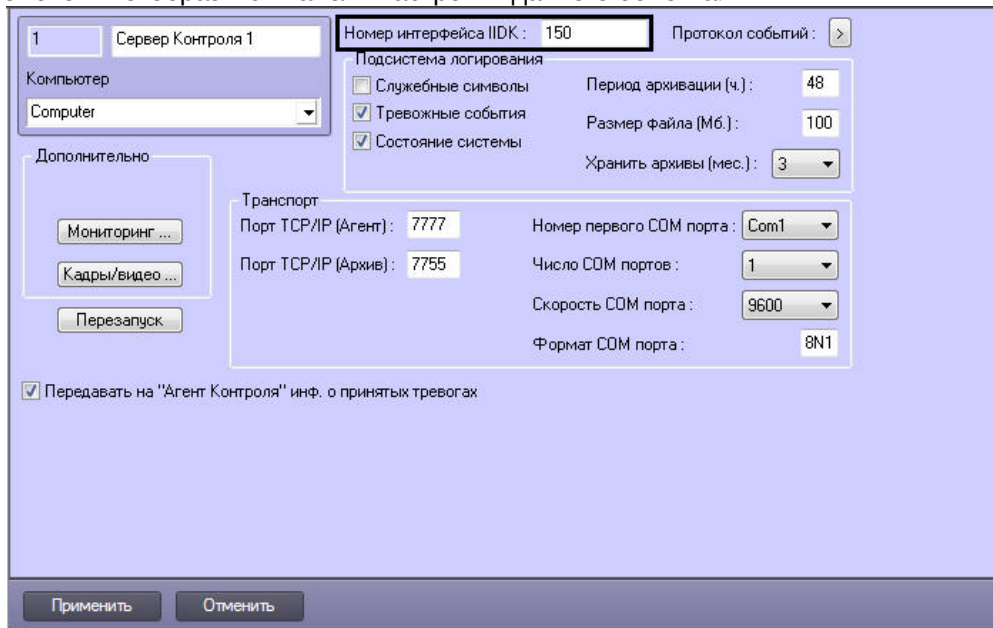 1
Сервер Контроля 1
Компьютер
Computer
Номер интерфейса IIDK : 150
Протокол событий : >
Подсистема логирования
Служебные символы
Тревожные события
Состояние системы
Период архивации (ч.) : 48
Размер файла (Мб.) : 100
Хранить архивы (мес.) : 3
Дополнительно
Мониторинг ...
Кадры/видео ...
Перезапуск
Транспорт
Порт TCP/IP (Агент) : 7777
Порт TCP/IP (Архив) : 7755
Номер первого COM порта : Com1
Число COM портов : 1
Скорость COM порта : 9600
Формат COM порта : 8N1
Передавать на "Агент Контроля" инф. о принятых тревогах
Применить
Отменить